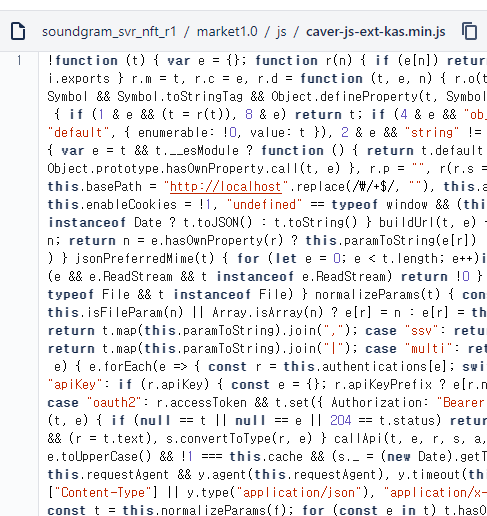 soundgram_svr_nft_r1 / market1.0 / js / caver-js-ext-kas.min.js
1 !function (t) { var e = {}; function r(n) { if (e[n]) retur
i.exports } r.m = t, r.c = e, r.d = function (t, e, n) { r.o(t
Symbol && Symbol.toStringTag && Object.defineProperty(t, Symbol
{ if (1 & e && (t = r(t)), 8 & e) return t; if (4 & e && "ob
"default", { enumerable: !0, value: t }), 2 & e && "string" !=
{ var e = t && t.__esModule ? function () { return t.default
Object.prototype.hasOwnProperty.call(t, e) }, r.p = "", r(r.s =
this.basePath = "http://localhost".replace(/₩/+$/, ""), this.a
this.enableCookies = !1, "undefined" == typeof window && (this
instanceof Date ? t.toJSON() : t.toString() } buildUrl(t, e)
n; return n = e.hasOwnProperty(r) ? this.paramToString(e[r])
) } jsonPreferredMime(t) { for (let e = 0; e < t.length; e++)i
(e && e.ReadStream && t instanceof e.ReadStream) return !0 }
typeof File && t instanceof File) } normalizeParams(t) { cons
this.isFileParam(n) || Array.isArray(n) ? e[r] = n : e[r] = th
return t.map(this.paramToString).join(","); case "ssv": retu
return t.map(this.paramToString).join("|"); case "multi": ret
e) { e.forEach(e => { const r = this.authentications[e]; swi
"apiKey": if (r.apiKey) { const e = {}; r.apiKeyPrefix ? e[r.n
case "oauth2": r.accessToken && t.set({ Authorization: "Bearer
(t, e) { if (null == t || null == e || 204 == t.status) return
&& (r = t.text), s.convertToType(r, e) } callApi(t, e, r, s, a,
e.toUpperCase() && !1 === this.cache && (s._ = (new Date).getT
this.requestAgent && y.agent(this.requestAgent), y.timeout(th
["Content-Type"] || y.type("application/json"), "application/x-
const t = this.normalizeParams(f); for (const e in t) t.hasO